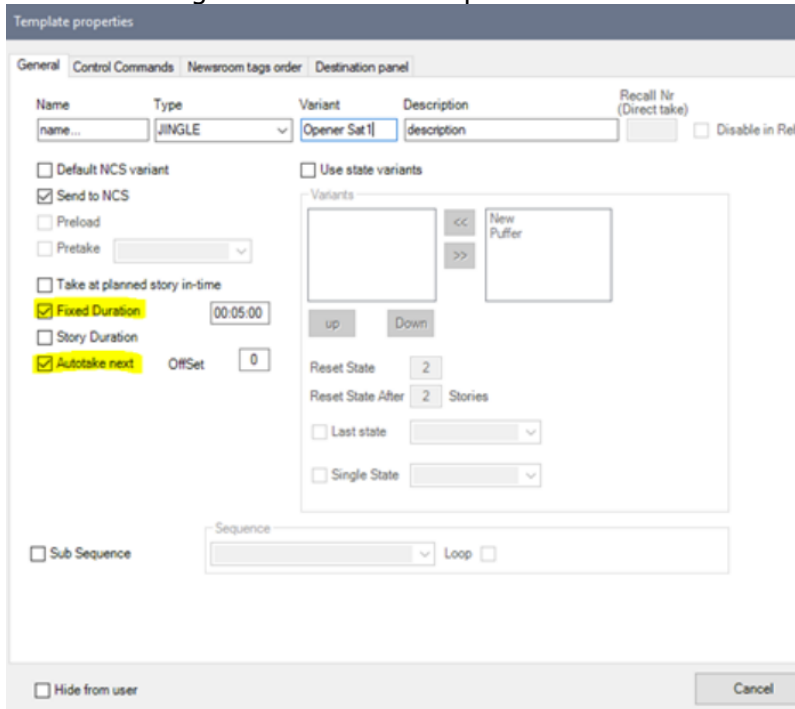 Template properties
General Control Commands Newsroom tags order Destination panel
Name Type Variant Description Recall Nr (Direct take)
name... JINGLE Opener Sat1 description Disable in Rel
Default NCS variant Use state variants
Send to NCS Variants
Preload << New
Pretake >> Puffer
Take at planned story in-time
Fixed Duration 00:05:00 up Down
Story Duration
Autotake next OffSet 0 Reset State 2
Reset State After 2 Stories
Last state
Single State
Sequence
Sub Sequence Loop
Hide from user Cancel